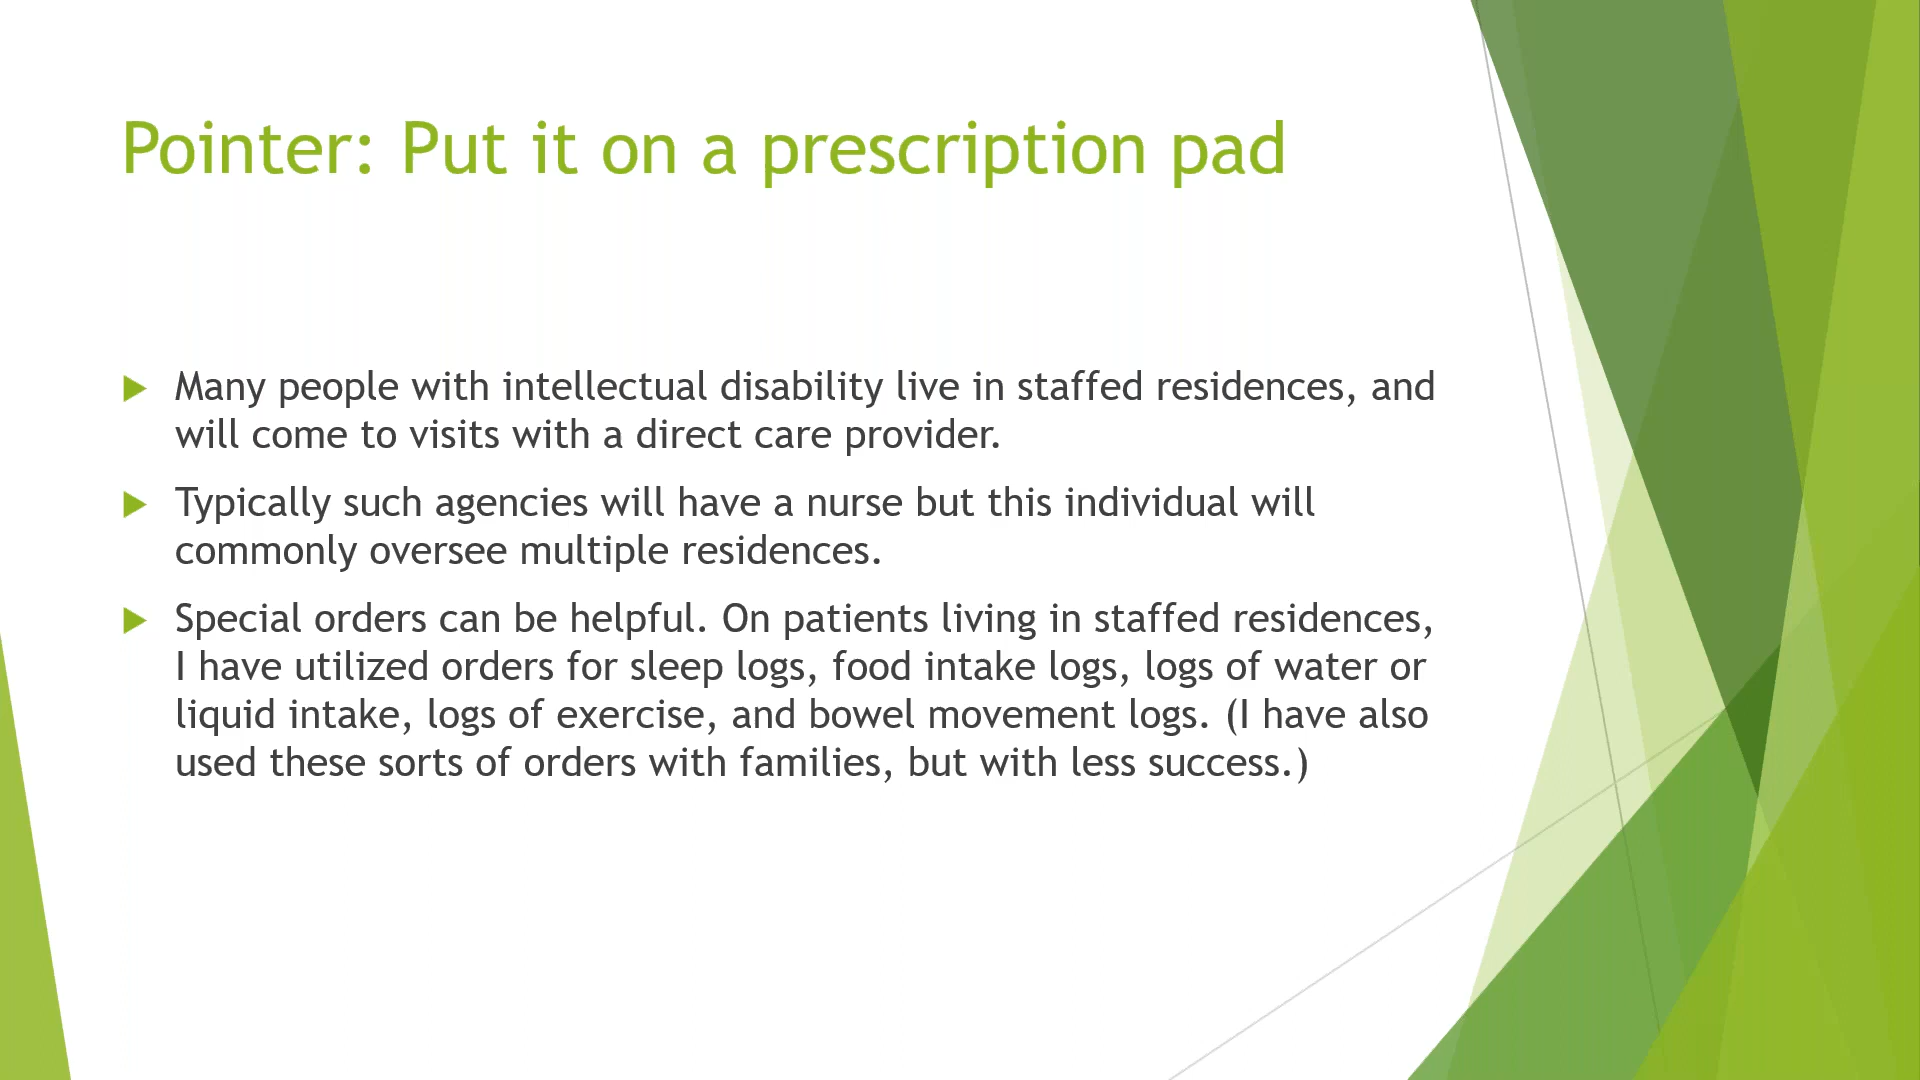 Pointer: Put it on a prescription pad
Many people with intellectual disability live in staffed residences, and
will come to visits with a direct care provider.
Typically such agencies will have a nurse but this individual will
commonly oversee multiple residences.
Special orders can be helpful. On patients living in staffed residences,
I have utilized orders for sleep logs, food intake logs, logs of water or
liquid intake, logs of exercise, and bowel movement logs. (I have also
used these sorts of orders with families, but with less success.)